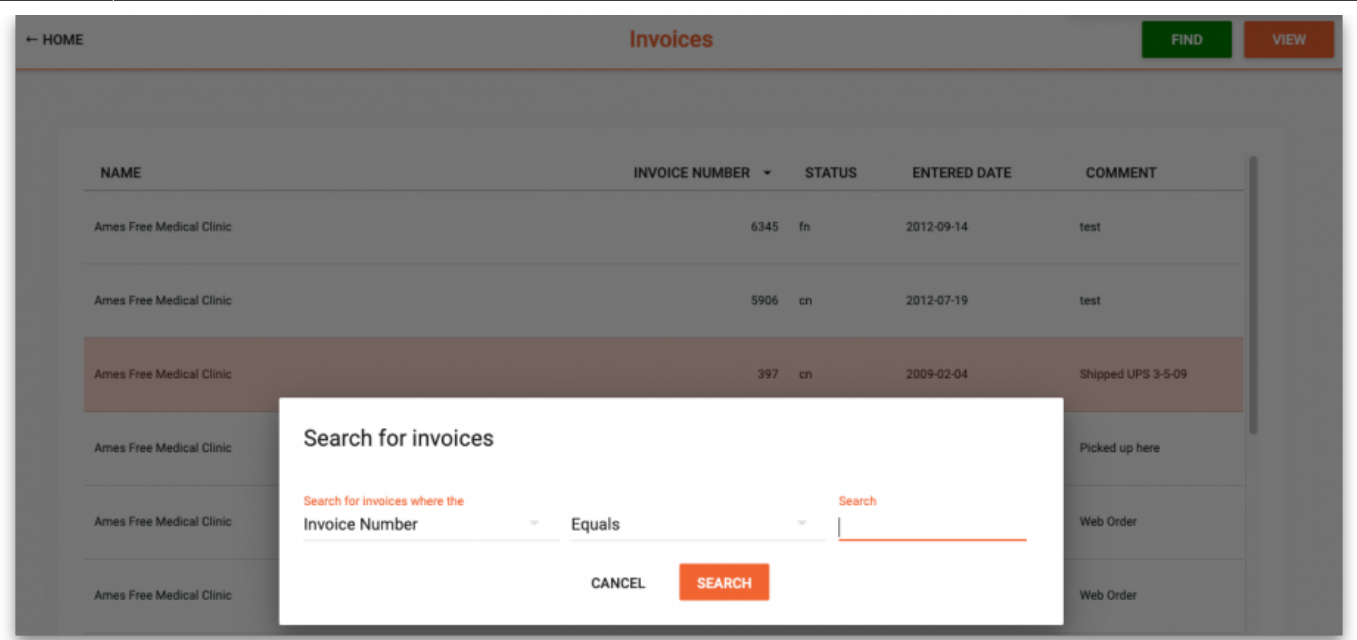 ← HOME Invoices FIND VIEW
NAME INVOICE NUMBER STATUS ENTERED DATE COMMENT
Ames Free Medical Clinic 6345 fn 2012-09-14 test
Ames Free Medical Clinic 5906 cn 2012-07-19 test
Ames Free Medical Clinic 397 cn 2009-02-04 Shipped UPS 3-5-09
Ames Free Medical Clinic Picked up here
Ames Free Medical Clinic Web Order
Ames Free Medical Clinic Web Order
Search for invoices
Search for invoices where the Search
Invoice Number Equals
CANCEL SEARCH